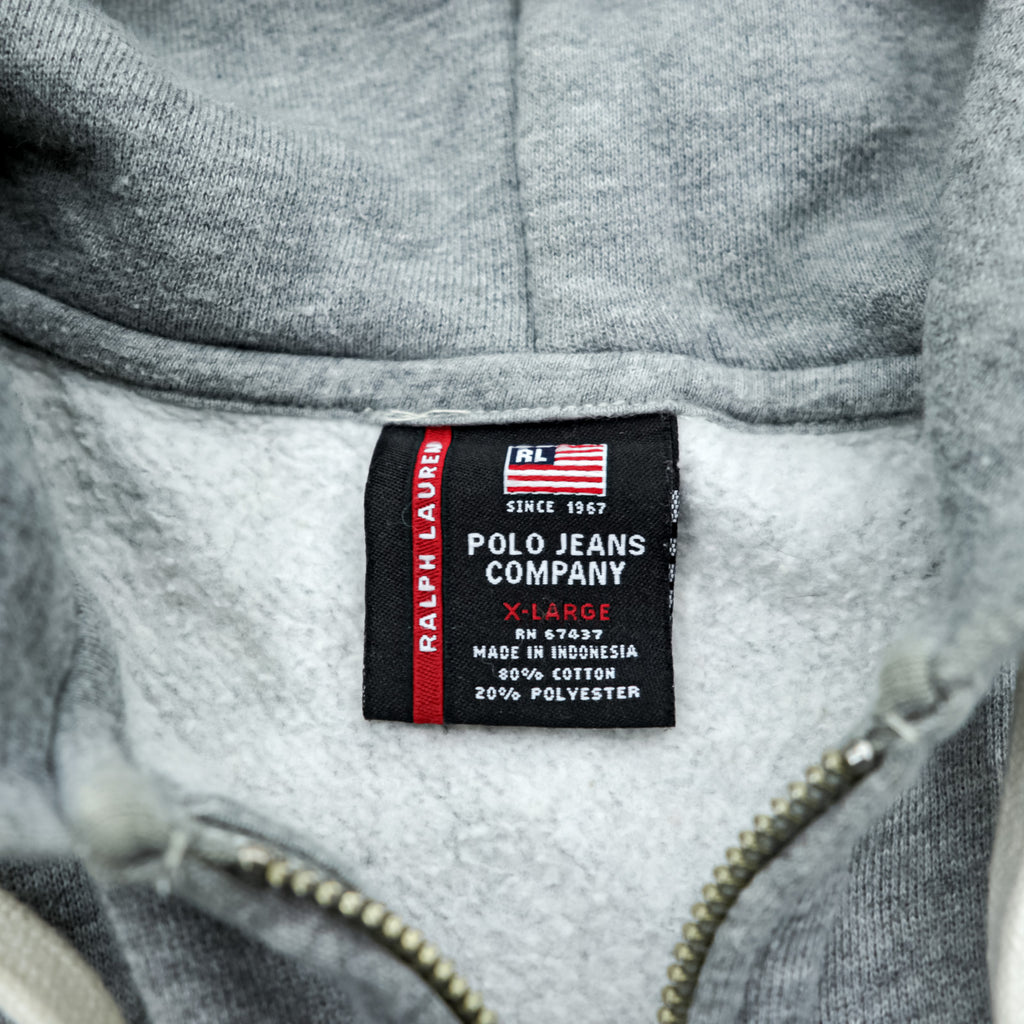 RALPH LAUREN
RL
SINCE 1967
POLO JEANS
COMPANY
X-LARGE
RN 67437
MADE IN INDONESIA
80% COTTON
20% POLYESTER